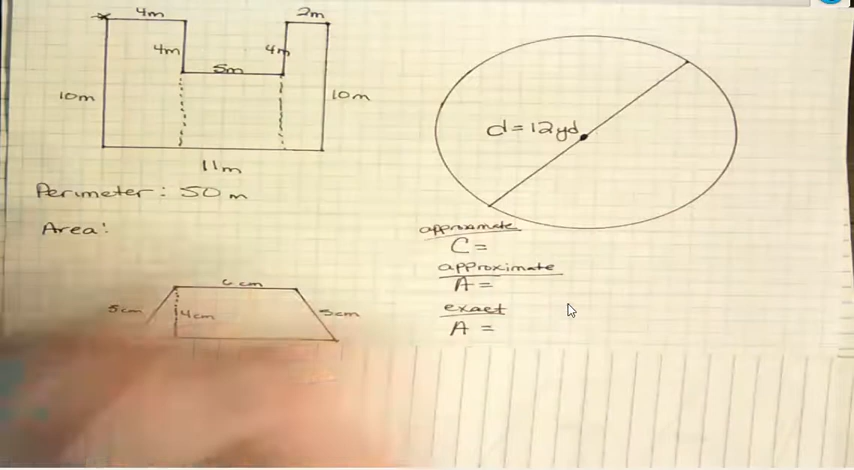 4m
2m
4m
4m
5m
10m
10m
11m
Perimeter: 50 m
Area:
6 cm
5cm
4cm
5cm
d=12yd
approximate
C =
approximate
A =
exact
A =